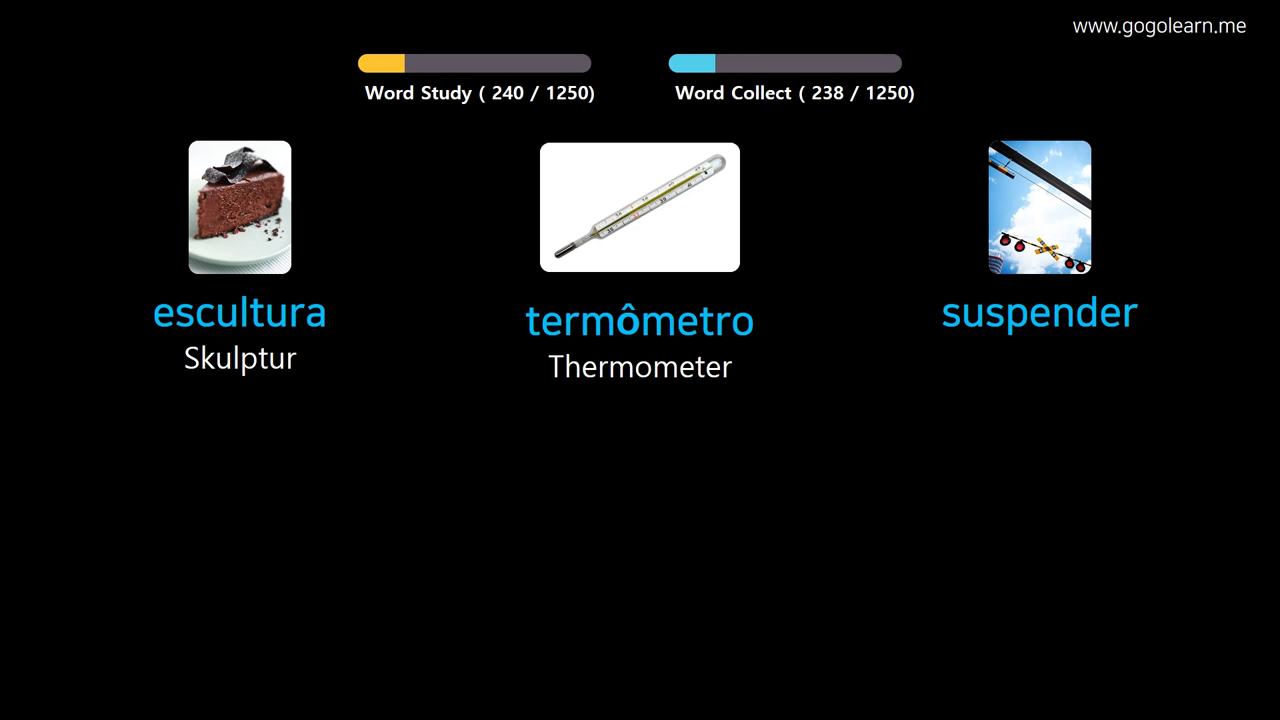 www.gogolearn.me
Word Study ( 240 / 1250)
Word Collect ( 238 / 1250)
escultura
Skulptur
termômetro
Thermometer
suspender